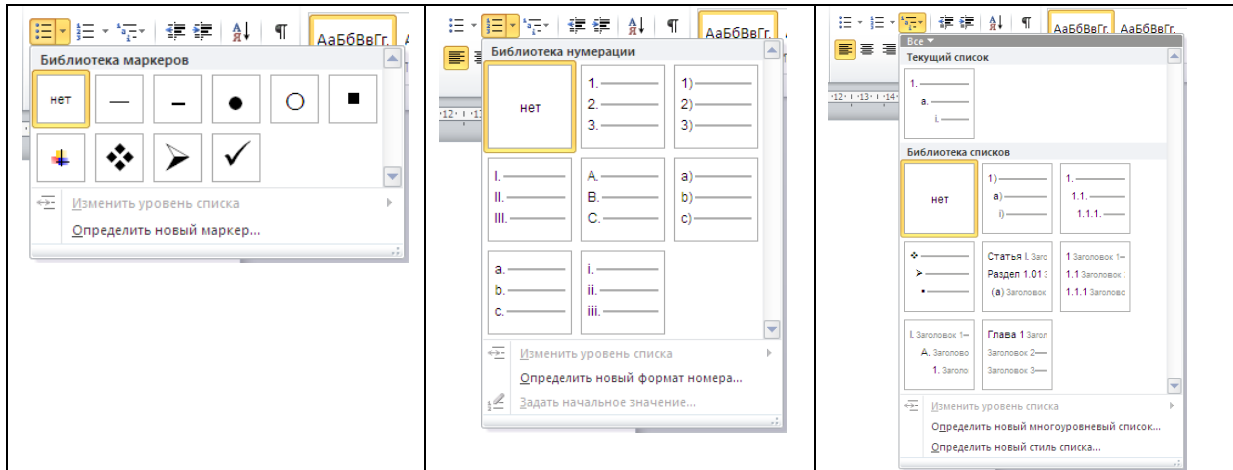 АаБбВвГг,
Библиотека маркеров
нет
Изменить уровень списка
Определить новый маркер...
АаБбВвГг,
Библиотека нумерации
нет
1.
2.
3.
1)
2)
3)
I.
II.
III.
A.
B.
C.
a)
b)
c)
a.
b.
c.
i.
ii.
iii.
Изменить уровень списка
Определить новый формат номера...
Задать начальное значение...
АаБбВвГг, АаБбВвГг,
Все
Текущий список
1.
a.
i.
Библиотека списков
нет
1)
a)
i)
1.
1.1.
1.1.1.
Статья I. Заго
Раздел 1.01 З
(a) Заголовок
1 Заголовок 1
1.1 Заголовок
1.1.1 Заголовс
I. Заголовок 1
A. Заголово
1. Заголо
Глава 1 Загол
Заголовок 2
Заголовок 3
Изменить уровень списка
Определить новый многоуровневый список...
Определить новый стиль списка...